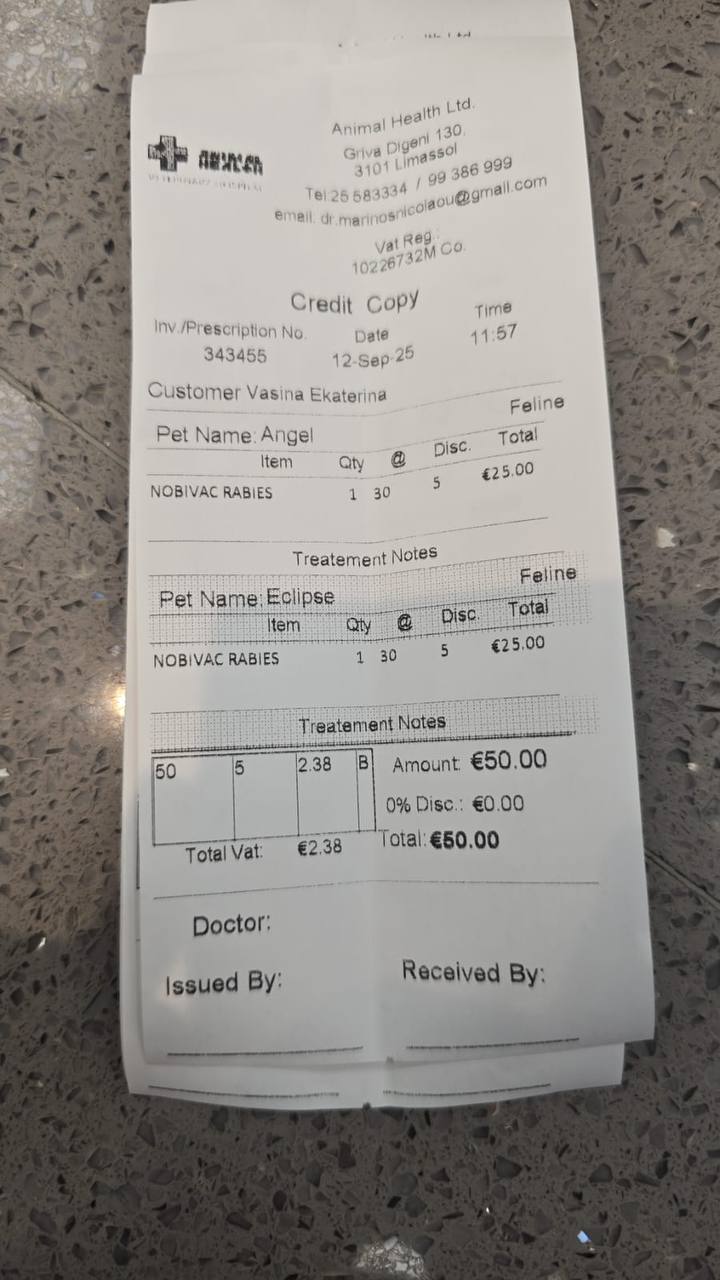 Animal Health Ltd.
Griva Digeni 130,
3101 Limassol
Tel:25 583334 / 99 386 999
email. dr.marinosnicolaou@gmail.com
VETERINARY HOSPITAL
Vat Reg.:
10226732M Co.
Credit Copy
Inv./Prescription No. Date Time
343455 12-Sep-25 11:57
Customer Vasina Ekaterina
Pet Name: Angel Feline
Item Qty @ Disc. Total
NOBIVAC RABIES 1 30 5 €25.00
Treatement Notes
Pet Name: Eclipse Feline
Item Qty @ Disc. Total
NOBIVAC RABIES 1 30 5 €25.00
Treatement Notes
50 5 2.38 B Amount: €50.00
0% Disc.: €0.00
Total Vat: €2.38 Total: €50.00
Doctor:
Issued By: Received By: